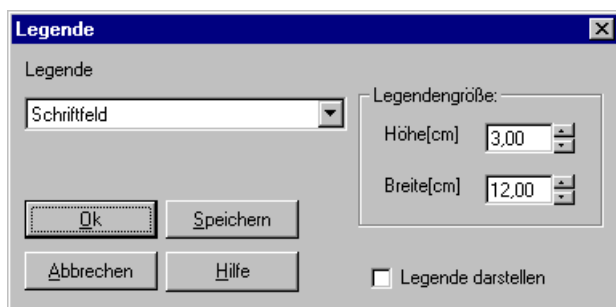 Legende
Legende
Schriftfeld
Legendengröße:
Höhe[cm] 3,00
Breite[cm] 12,00
Ok Speichern
Abbrechen Hilfe
Legende darstellen